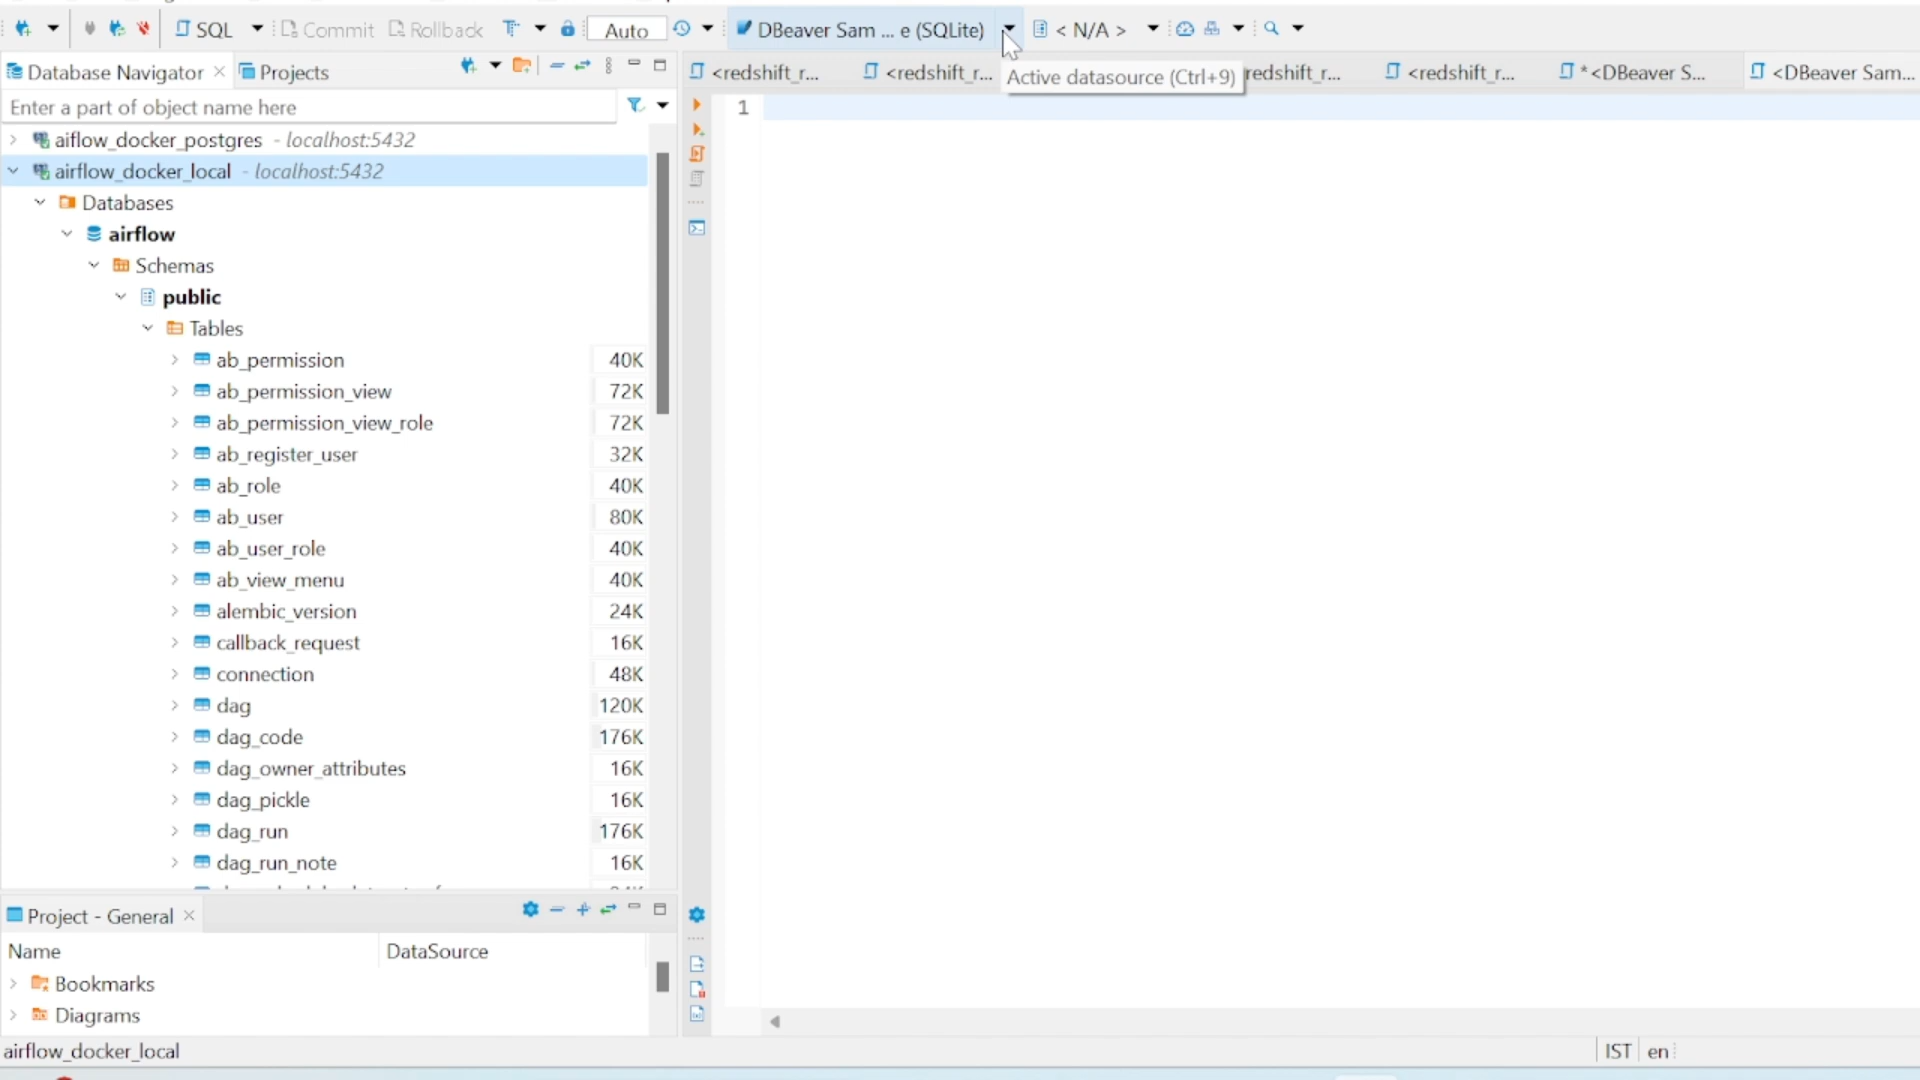 SQL Commit Rollback Auto DBeaver Sam ... e (SQLite) < N/A >
Database Navigator Projects <redshift_r... <redshift_r... redshift_r... <redshift_r... *<DBeaver S... <DBeaver Sam...
Active datasource (Ctrl+9)
Enter a part of object name here
1
aiflow_docker_postgres - localhost:5432
airflow_docker_local - localhost:5432
Databases
airflow
Schemas
public
Tables
ab_permission 40K
ab_permission_view 72K
ab_permission_view_role 72K
ab_register_user 32K
ab_role 40K
ab_user 80K
ab_user_role 40K
ab_view_menu 40K
alembic_version 24K
callback_request 16K
connection 48K
dag 120K
dag_code 176K
dag_owner_attributes 16K
dag_pickle 16K
dag_run 176K
dag_run_note 16K
Project - General
Name DataSource
Bookmarks
Diagrams
airflow_docker_local IST en